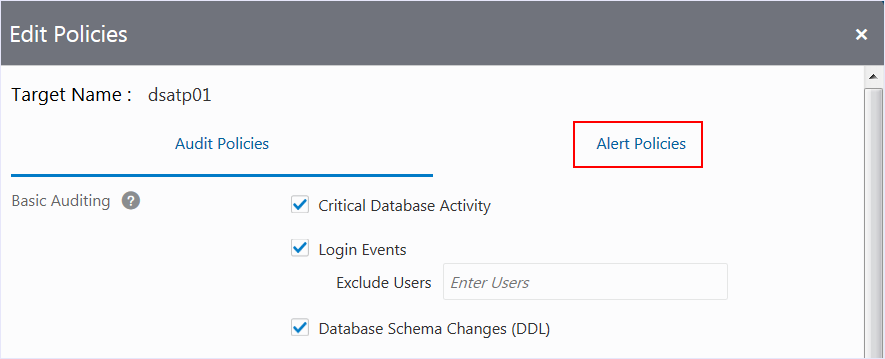 Edit Policies ×
Target Name : dsatp01
Audit Policies Alert Policies
Basic Auditing ? Critical Database Activity
Login Events
Exclude Users Enter Users
Database Schema Changes (DDL)